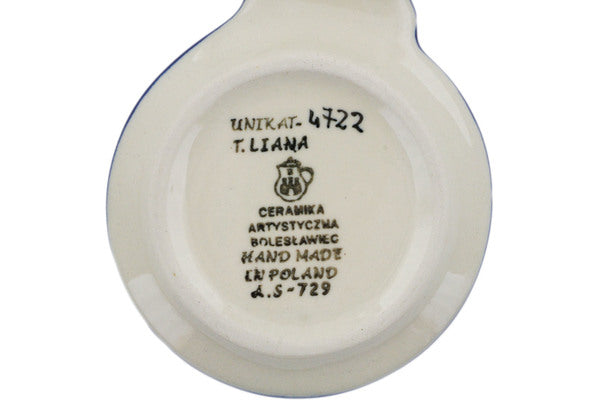 UNIKAT-4722
T. LIANA
CERAMIKA
ARTYSTYCZNA
BOLESŁAWIEC
HAND MADE
IN POLAND
A.S-729